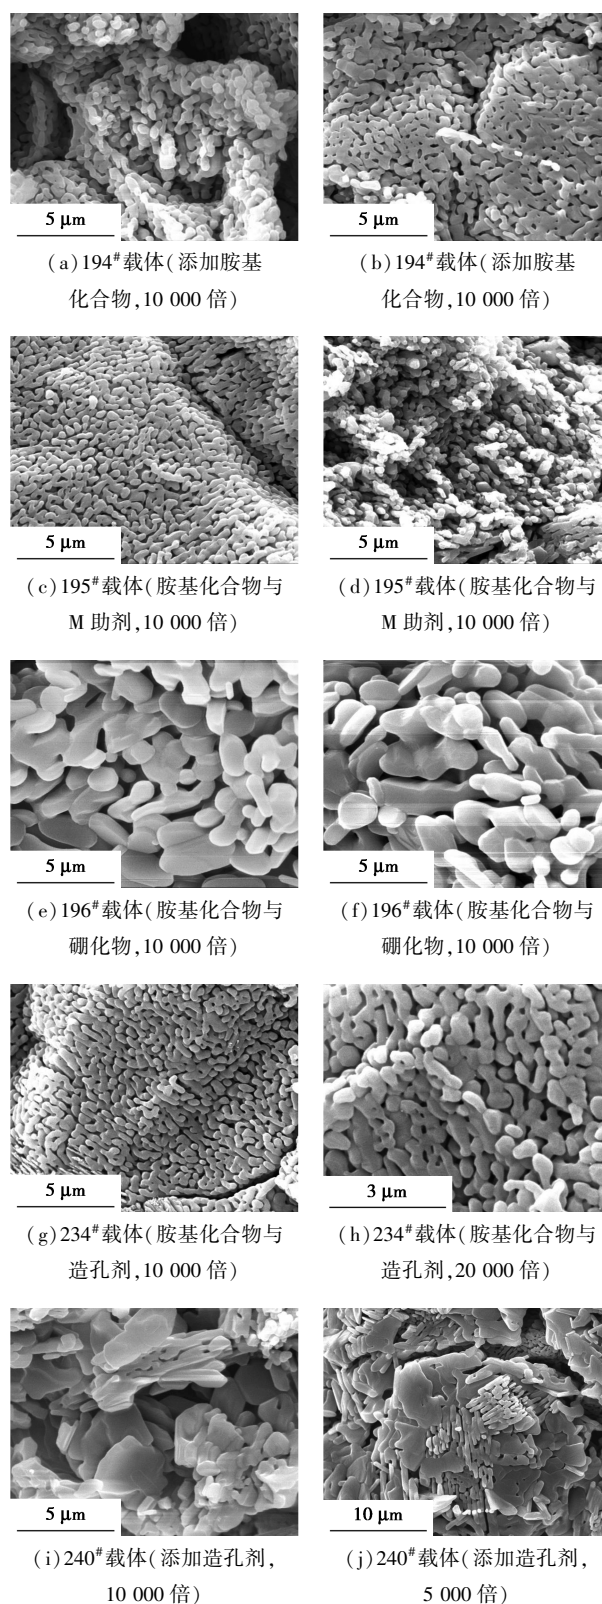 5 μm 5 μm
(a)194#载体(添加胺基 (b)194#载体(添加胺基
化合物,10 000 倍) 化合物,10 000 倍)
5 μm 5 μm
(c)195#载体(胺基化合物与 (d)195#载体(胺基化合物与
M 助剂,10 000 倍) M 助剂,10 000 倍)
5 μm 5 μm
(e)196#载体(胺基化合物与 (f)196#载体(胺基化合物与
硼化物,10 000 倍) 硼化物,10 000 倍)
5 μm 3 μm
(g)234#载体(胺基化合物与 (h)234#载体(胺基化合物与
造孔剂,10 000 倍) 造孔剂,20 000 倍)
5 μm 10 μm
(i)240#载体(添加造孔剂, (j)240#载体(添加造孔剂,
10 000 倍) 5 000 倍)